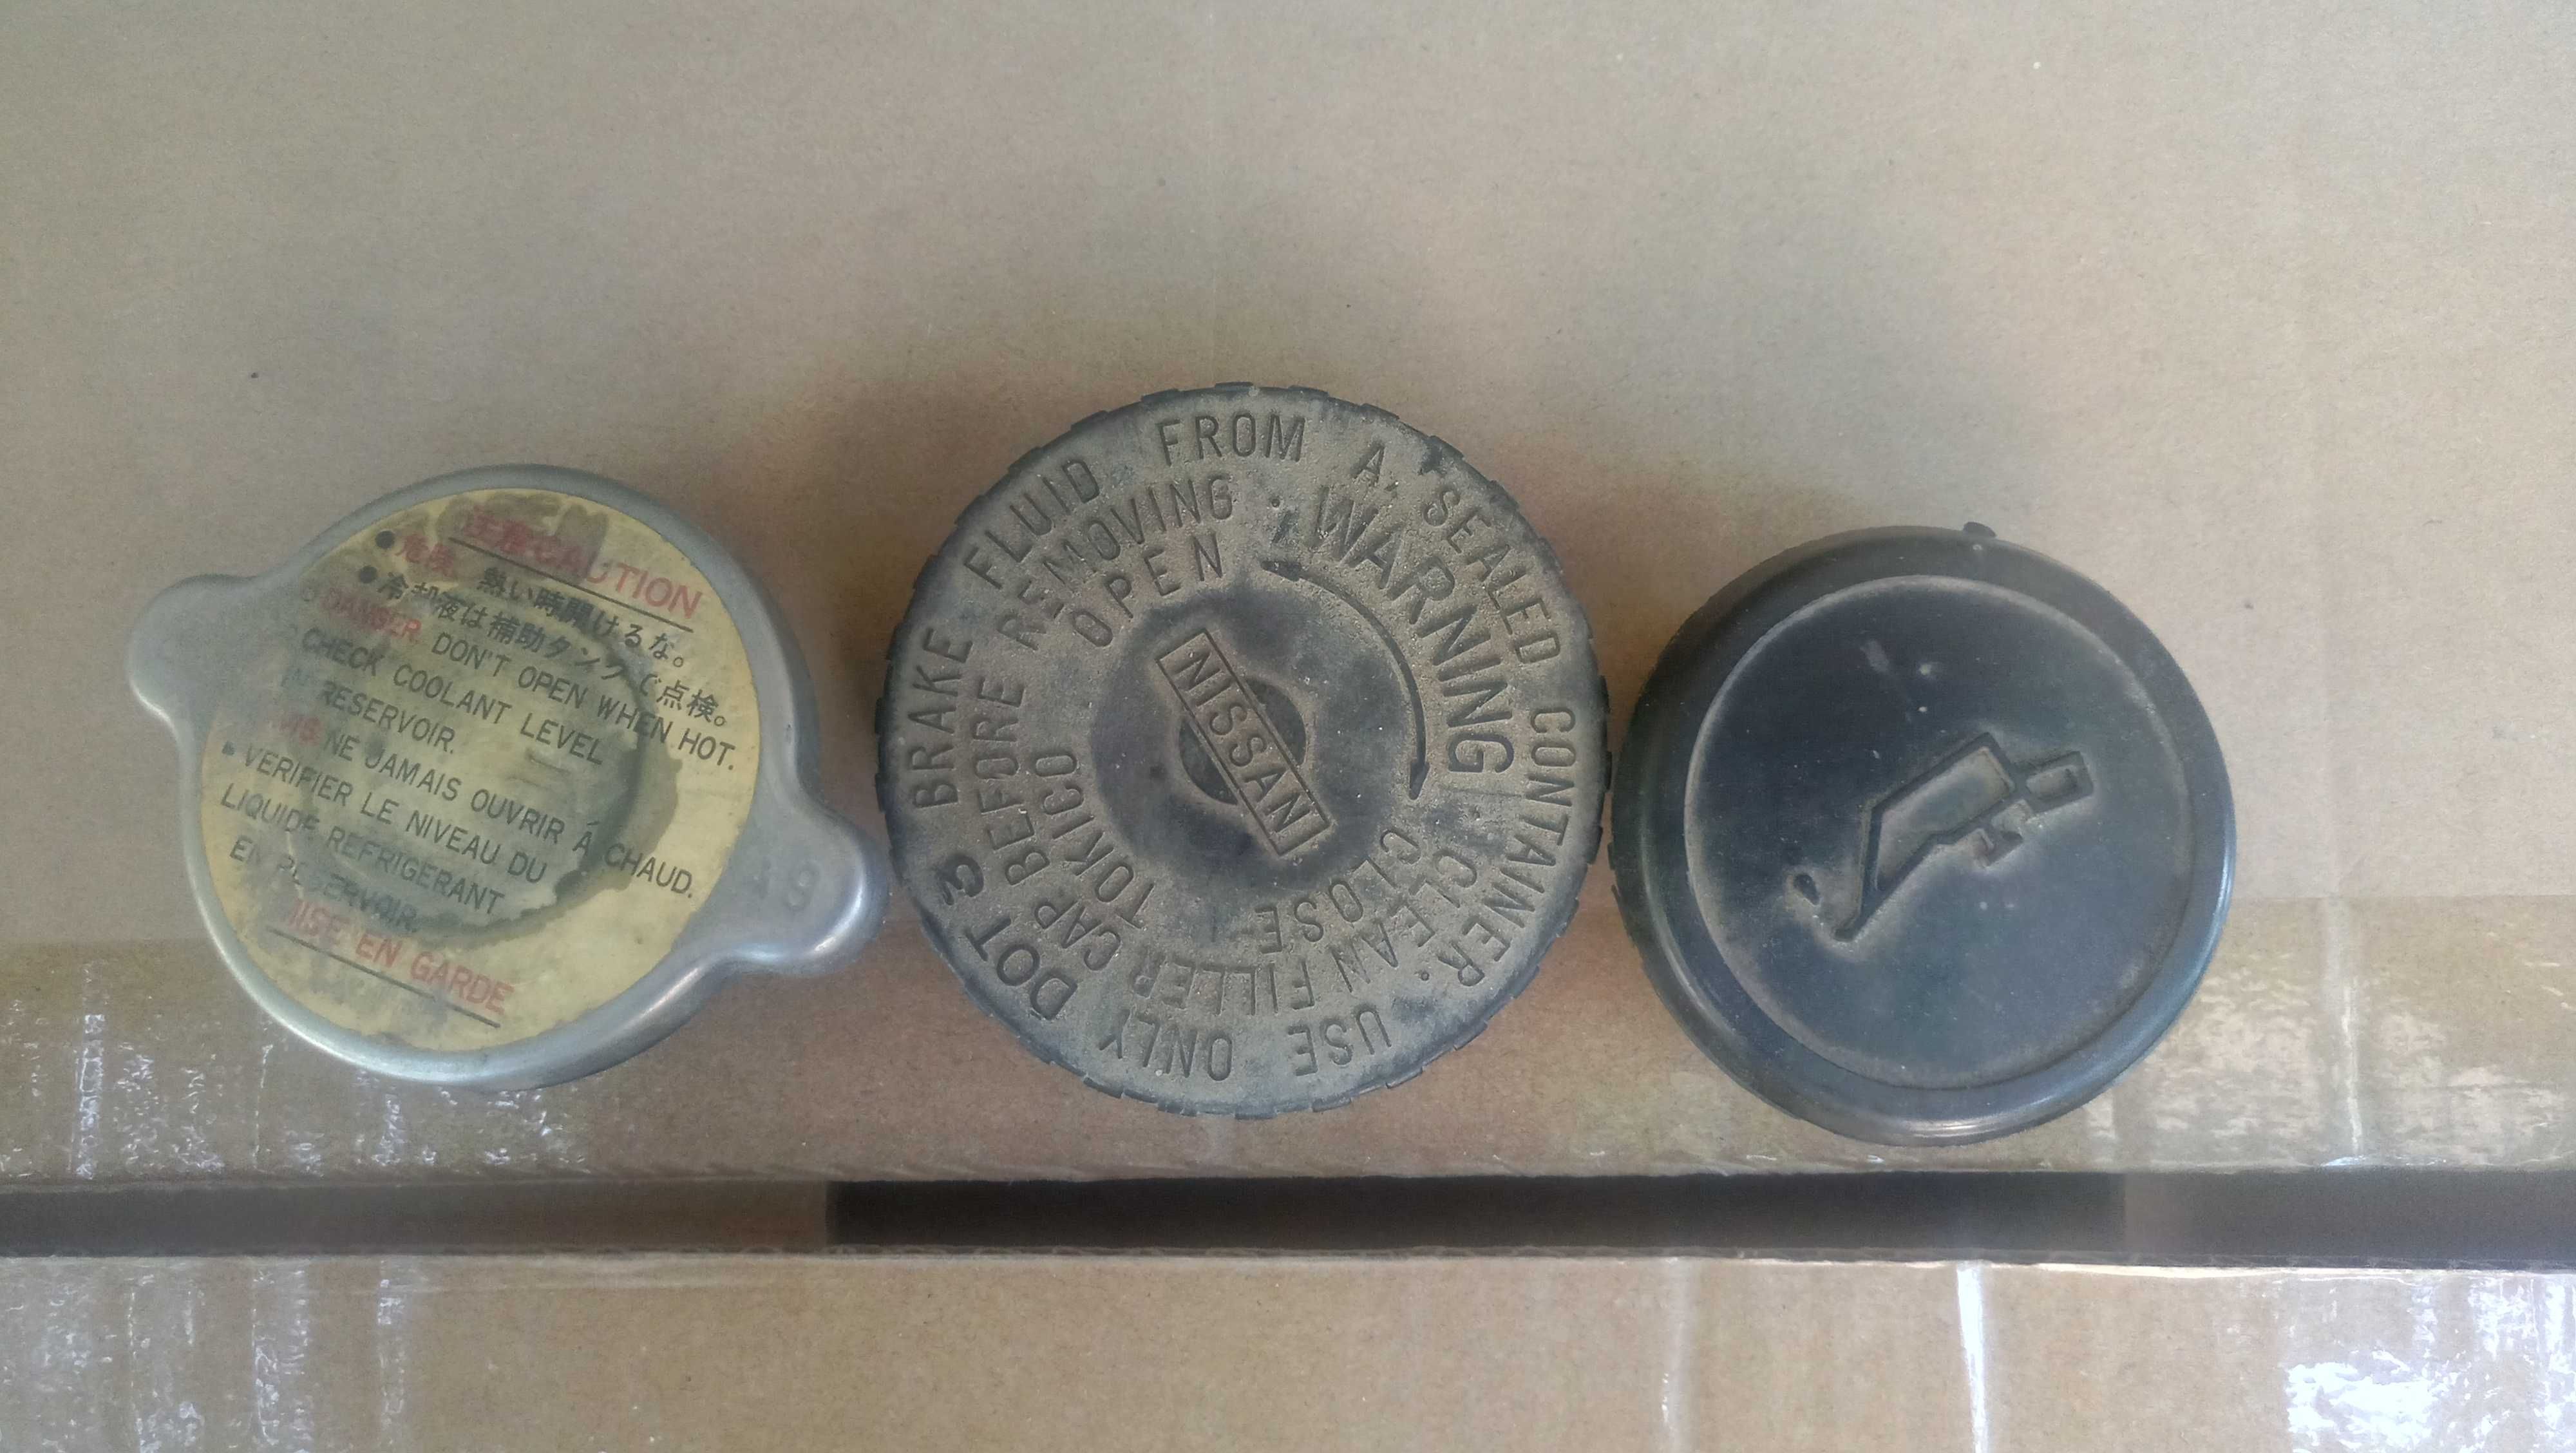 注意CAUTION
●危険. 熱い時開けるな。
●冷却液は補助タンクで点検。
DANGER. DON'T OPEN WHEN HOT.
CHECK COOLANT LEVEL
IN RESERVOIR.
NE JAMAIS OUVRIR À CHAUD.
VERIFIER LE NIVEAU DU
LIQUIDE REFRIGERANT
EN RESERVOIR.
MISE EN GARDE
WARNING · CLEAN FILLER CAP BEFORE REMOVING ·
USE ONLY DOT 3 BRAKE FLUID FROM A SEALED CONTAINER.
OPEN
CLOSE
TOKICO
NISSAN